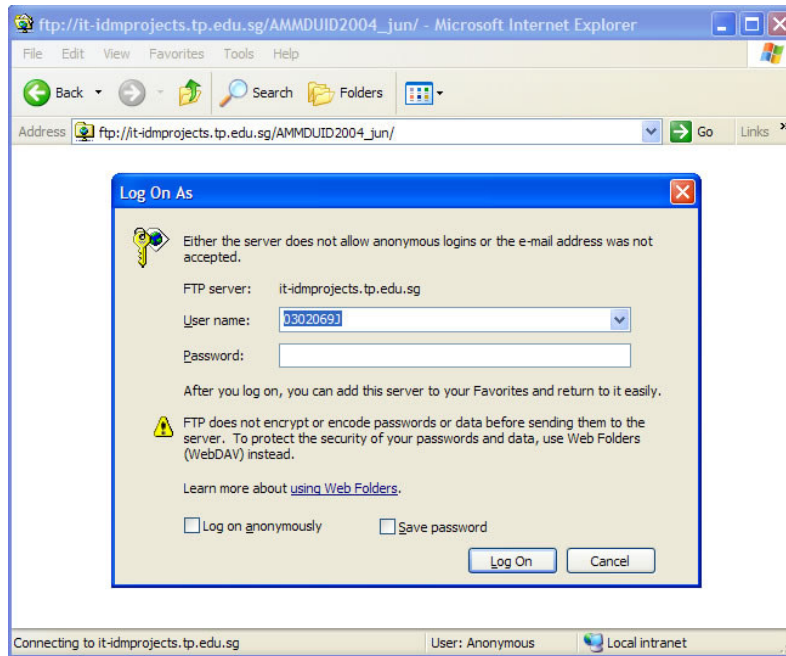 ftp://it-idmprojects.tp.edu.sg/AMMDUID2004_jun/ - Microsoft Internet Explorer
File Edit View Favorites Tools Help
Back Search Folders
Address ftp://it-idmprojects.tp.edu.sg/AMMDUID2004_jun/ Go Links »
Log On As
Either the server does not allow anonymous logins or the e-mail address was not
accepted.
FTP server: it-idmprojects.tp.edu.sg
User name: 0302069J
Password:
After you log on, you can add this server to your Favorites and return to it easily.
FTP does not encrypt or encode passwords or data before sending them to the
server. To protect the security of your passwords and data, use Web Folders
(WebDAV) instead.
Learn more about using Web Folders.
Log on anonymously Save password
Log On Cancel
Connecting to it-idmprojects.tp.edu.sg User: Anonymous Local intranet